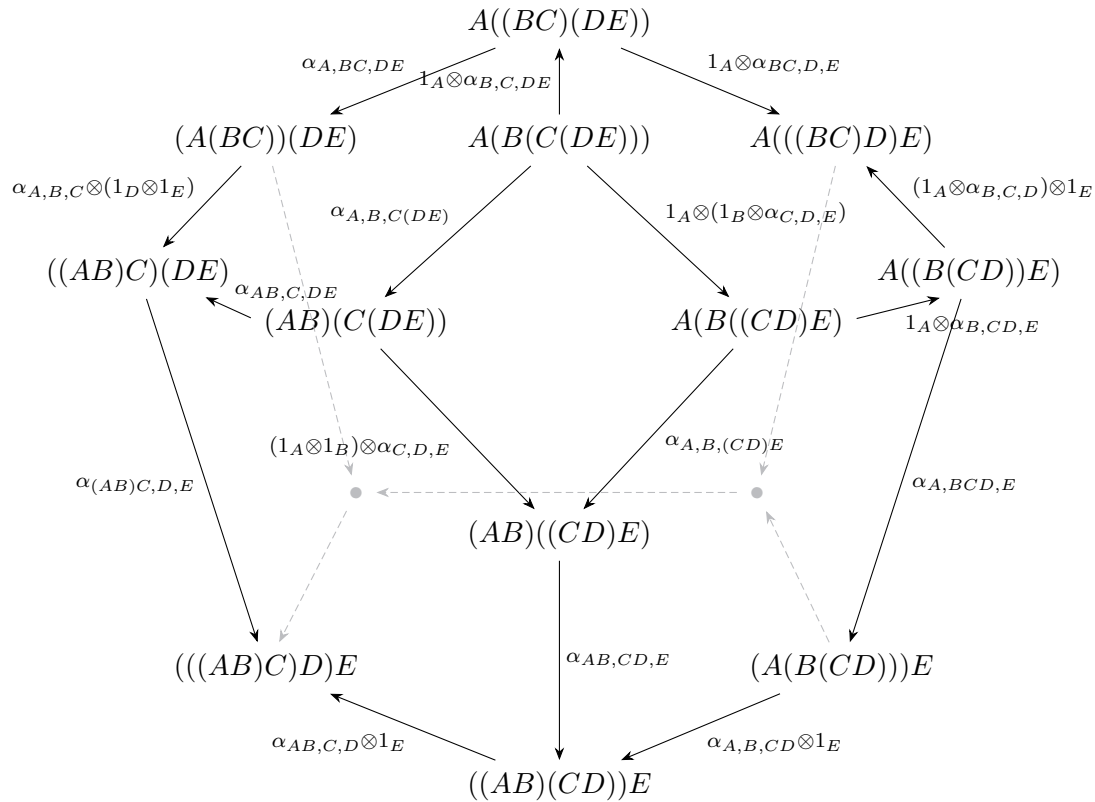 A((BC)(DE))
α_{A,BC,DE}
1_A⊗α_{B,C,DE}
1_A⊗α_{BC,D,E}
(A(BC))(DE)
A(B(C(DE)))
A(((BC)D)E)
α_{A,B,C}⊗(1_D⊗1_E)
α_{A,B,C(DE)}
1_A⊗(1_B⊗α_{C,D,E})
(1_A⊗α_{B,C,D})⊗1_E
((AB)C)(DE)
A((B(CD))E)
α_{AB,C,DE}
(AB)(C(DE))
A(B((CD)E)
1_A⊗α_{B,CD,E}
(1_A⊗1_B)⊗α_{C,D,E}
α_{A,B,(CD)E}
α_{(AB)C,D,E}
α_{A,BCD,E}
(AB)((CD)E)
(((AB)C)D)E
α_{AB,CD,E}
(A(B(CD)))E
α_{AB,C,D}⊗1_E
α_{A,B,CD}⊗1_E
((AB)(CD))E